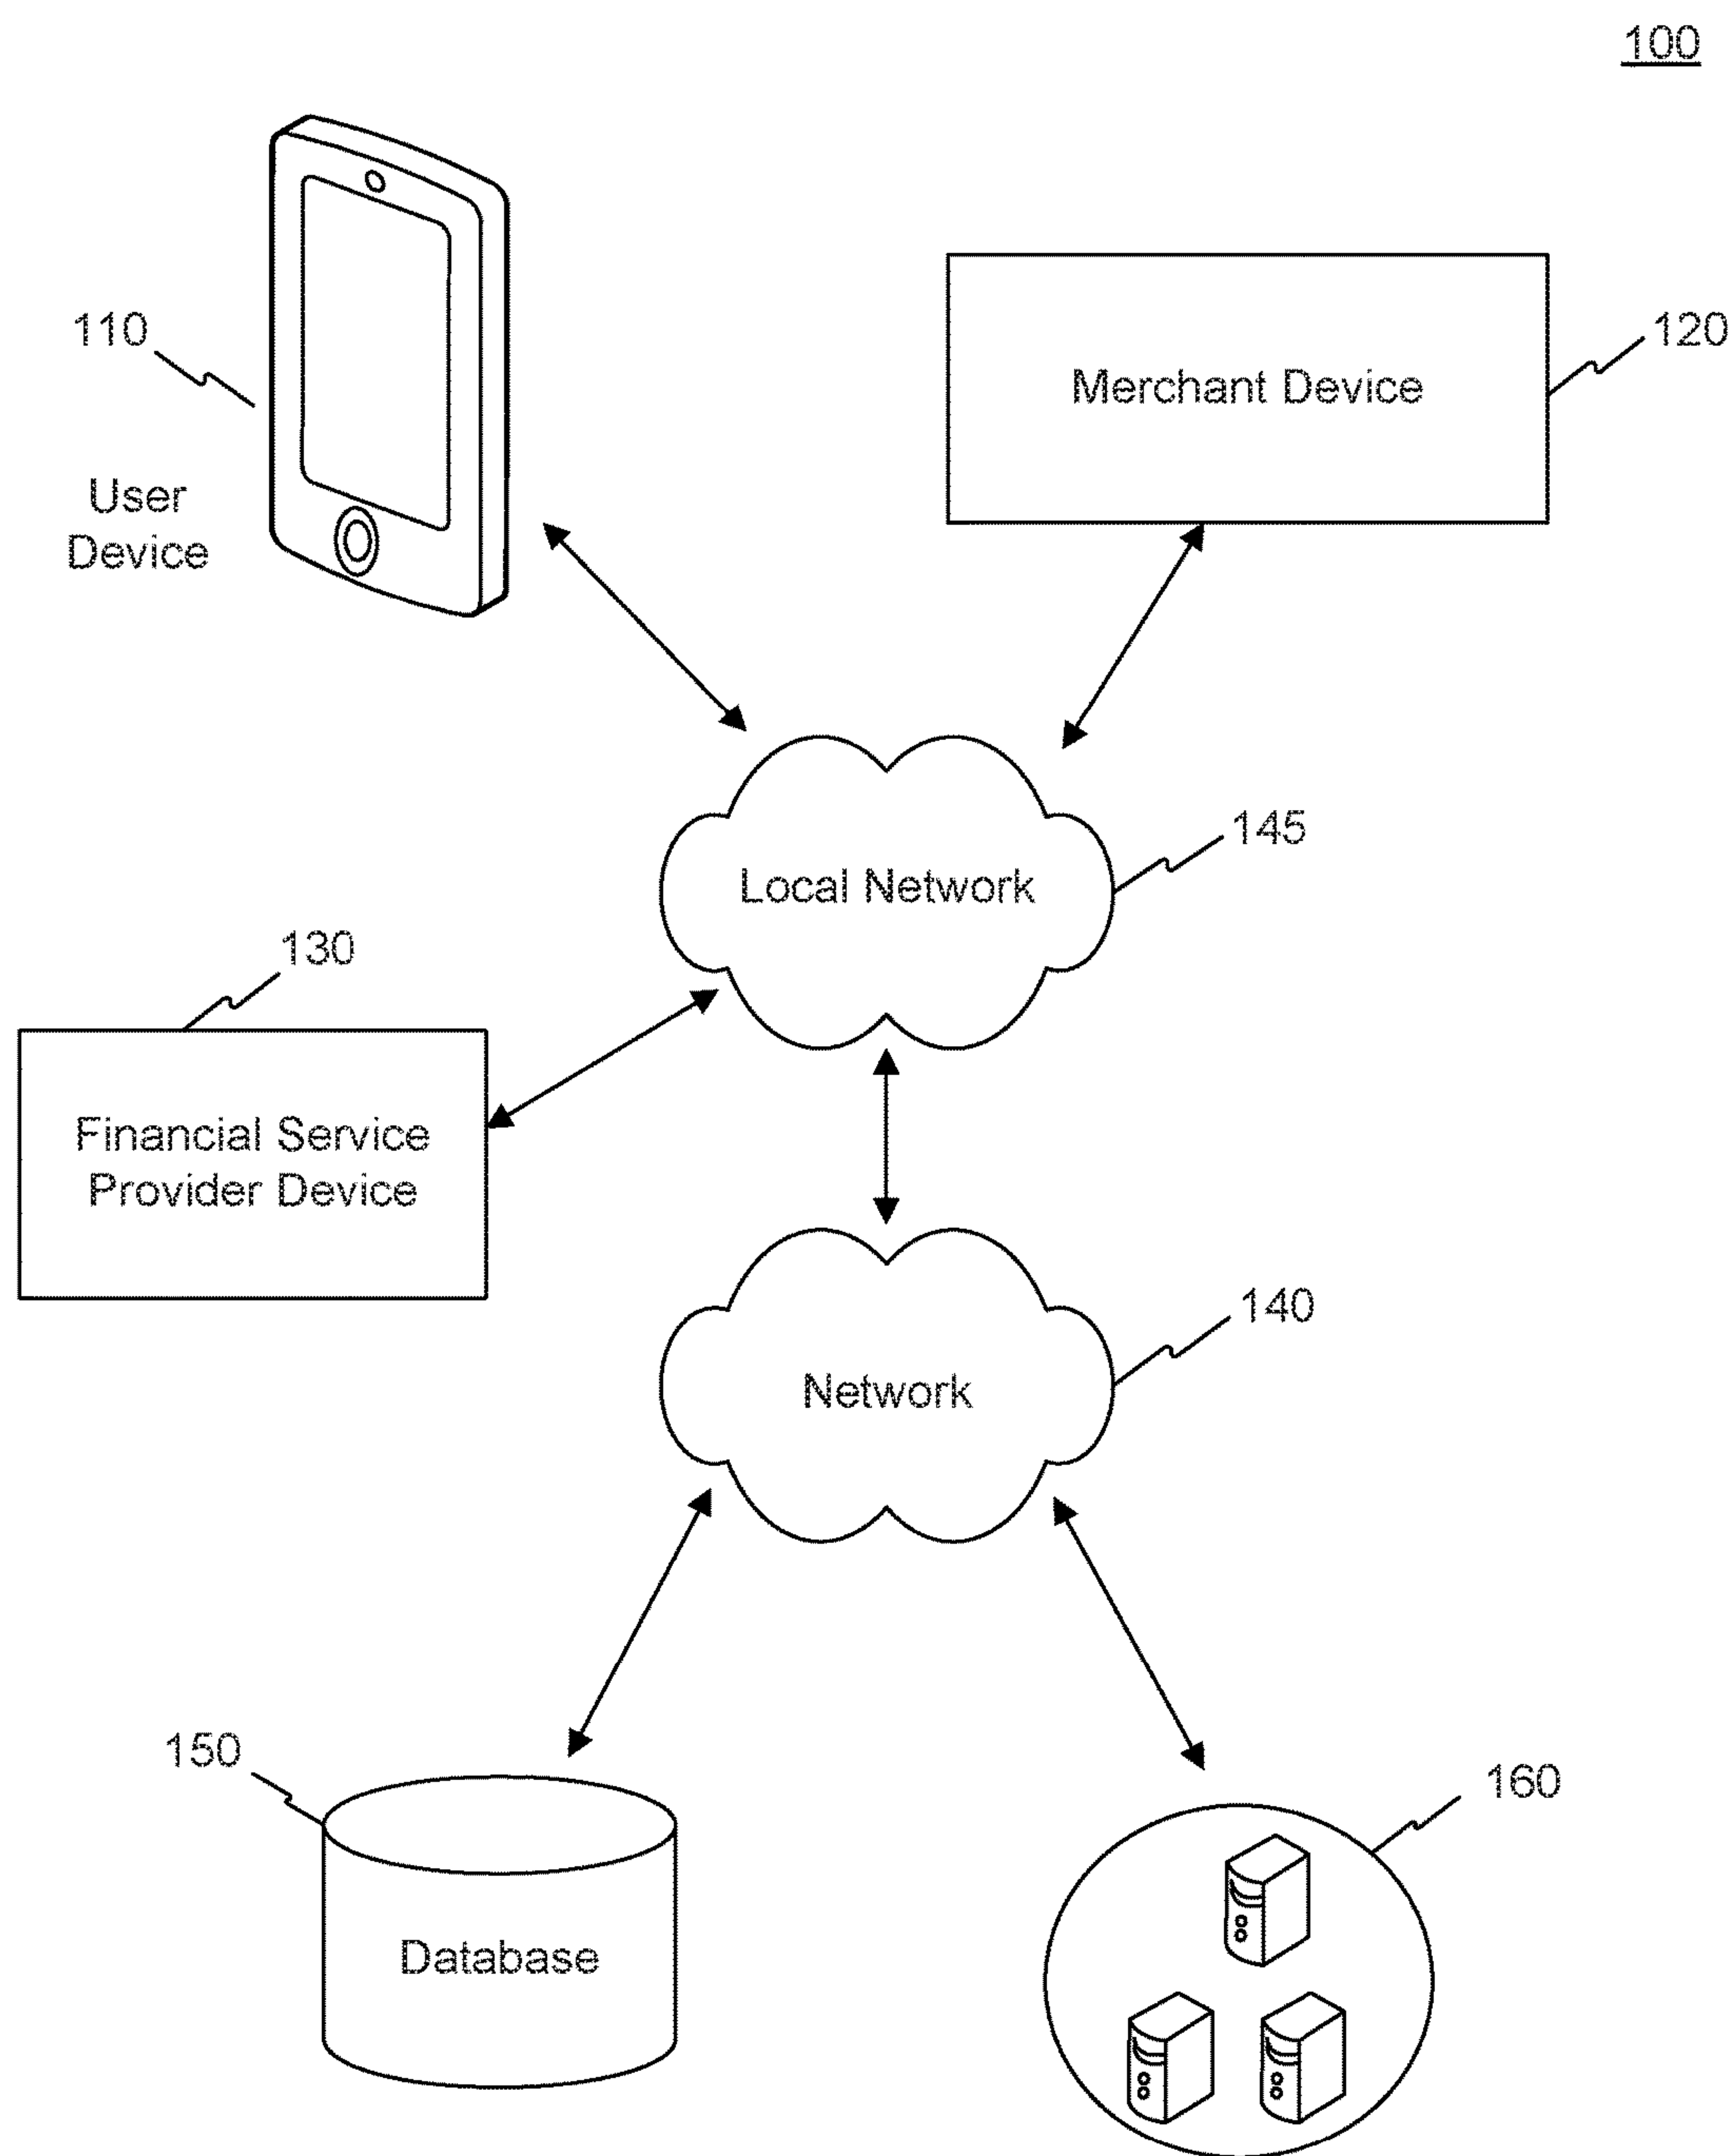 100
110
User
Device
Merchant Device
120
Local Network
145
130
Financial Service
Provider Device
Network
140
150
Database
160